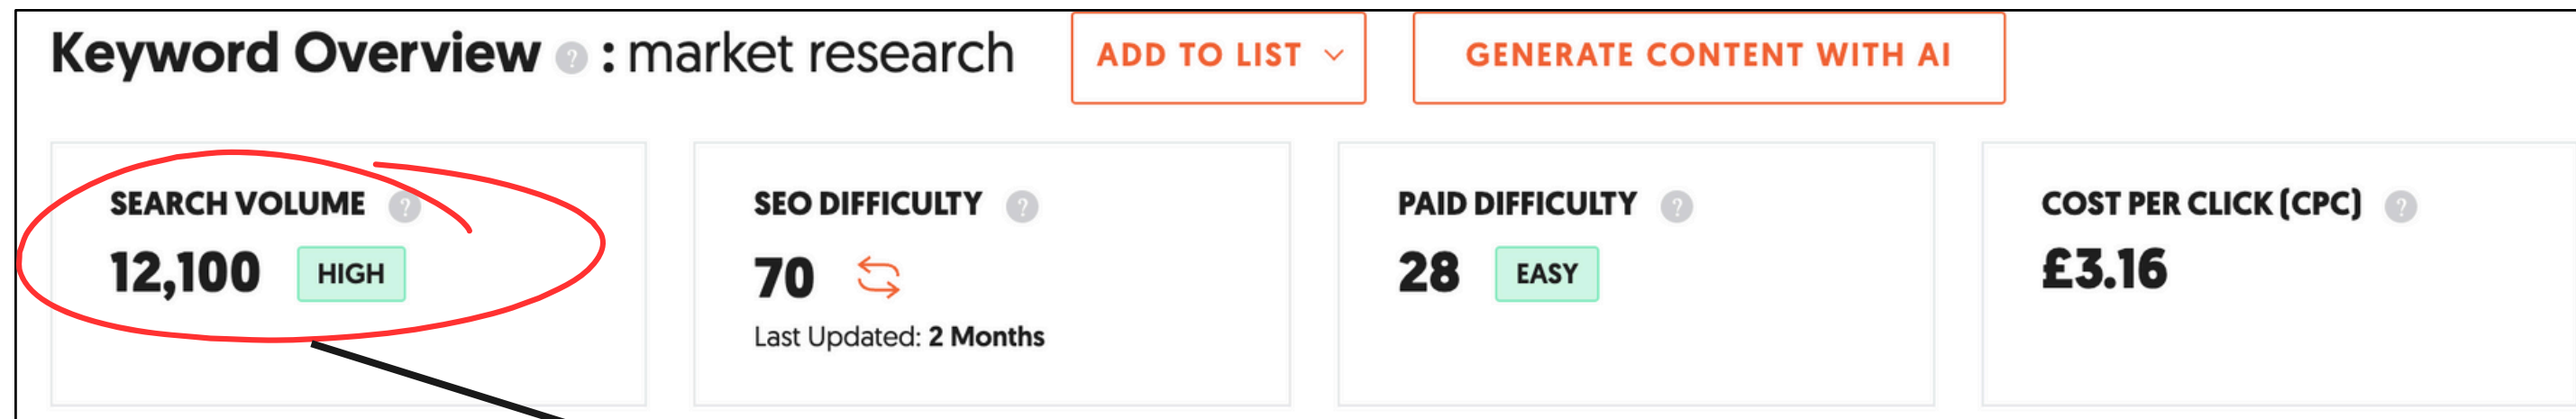 Keyword Overview ? : market research
ADD TO LIST
GENERATE CONTENT WITH AI
SEARCH VOLUME ?
12,100 HIGH
SEO DIFFICULTY ?
70
Last Updated: 2 Months
PAID DIFFICULTY ?
28 EASY
COST PER CLICK (CPC) ?
£3.16